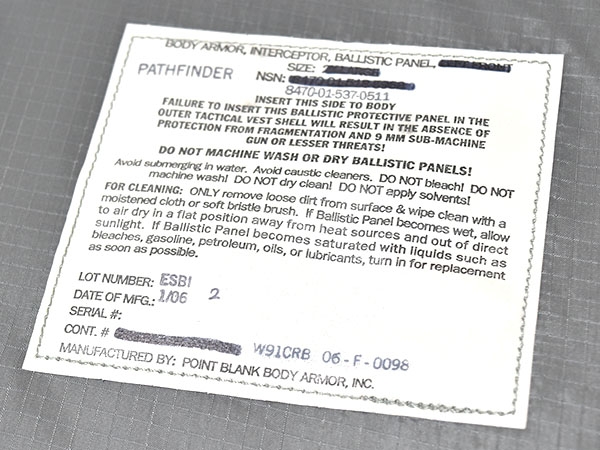 BODY ARMOR, INTERCEPTOR, BALLISTIC PANEL,
SIZE:
PATHFINDER
NSN:
8470-01-537-0511
INSERT THIS SIDE TO BODY
FAILURE TO INSERT THIS BALLISTIC PROTECTIVE PANEL IN THE
OUTER TACTICAL VEST SHELL WILL RESULT IN THE ABSENCE OF
PROTECTION FROM FRAGMENTATION AND 9 MM SUB-MACHINE
GUN OR LESSER THREATS!
DO NOT MACHINE WASH OR DRY BALLISTIC PANELS!
Avoid submerging in water. Avoid caustic cleaners. DO NOT bleach! DO NOT
machine wash! DO NOT dry clean! DO NOT apply solvents!
FOR CLEANING: ONLY remove loose dirt from surface & wipe clean with a
moistened cloth or soft bristle brush. If Ballistic Panel becomes wet, allow
to air dry in a flat position away from heat sources and out of direct
sunlight. If Ballistic Panel becomes saturated with liquids such as
bleaches, gasoline, petroleum, oils, or lubricants, turn in for replacement
as soon as possible.
LOT NUMBER: ESBI
DATE OF MFG.: 1/06 2
SERIAL #:
CONT. # W91CRB 06-F-0098
MANUFACTURED BY: POINT BLANK BODY ARMOR, INC.